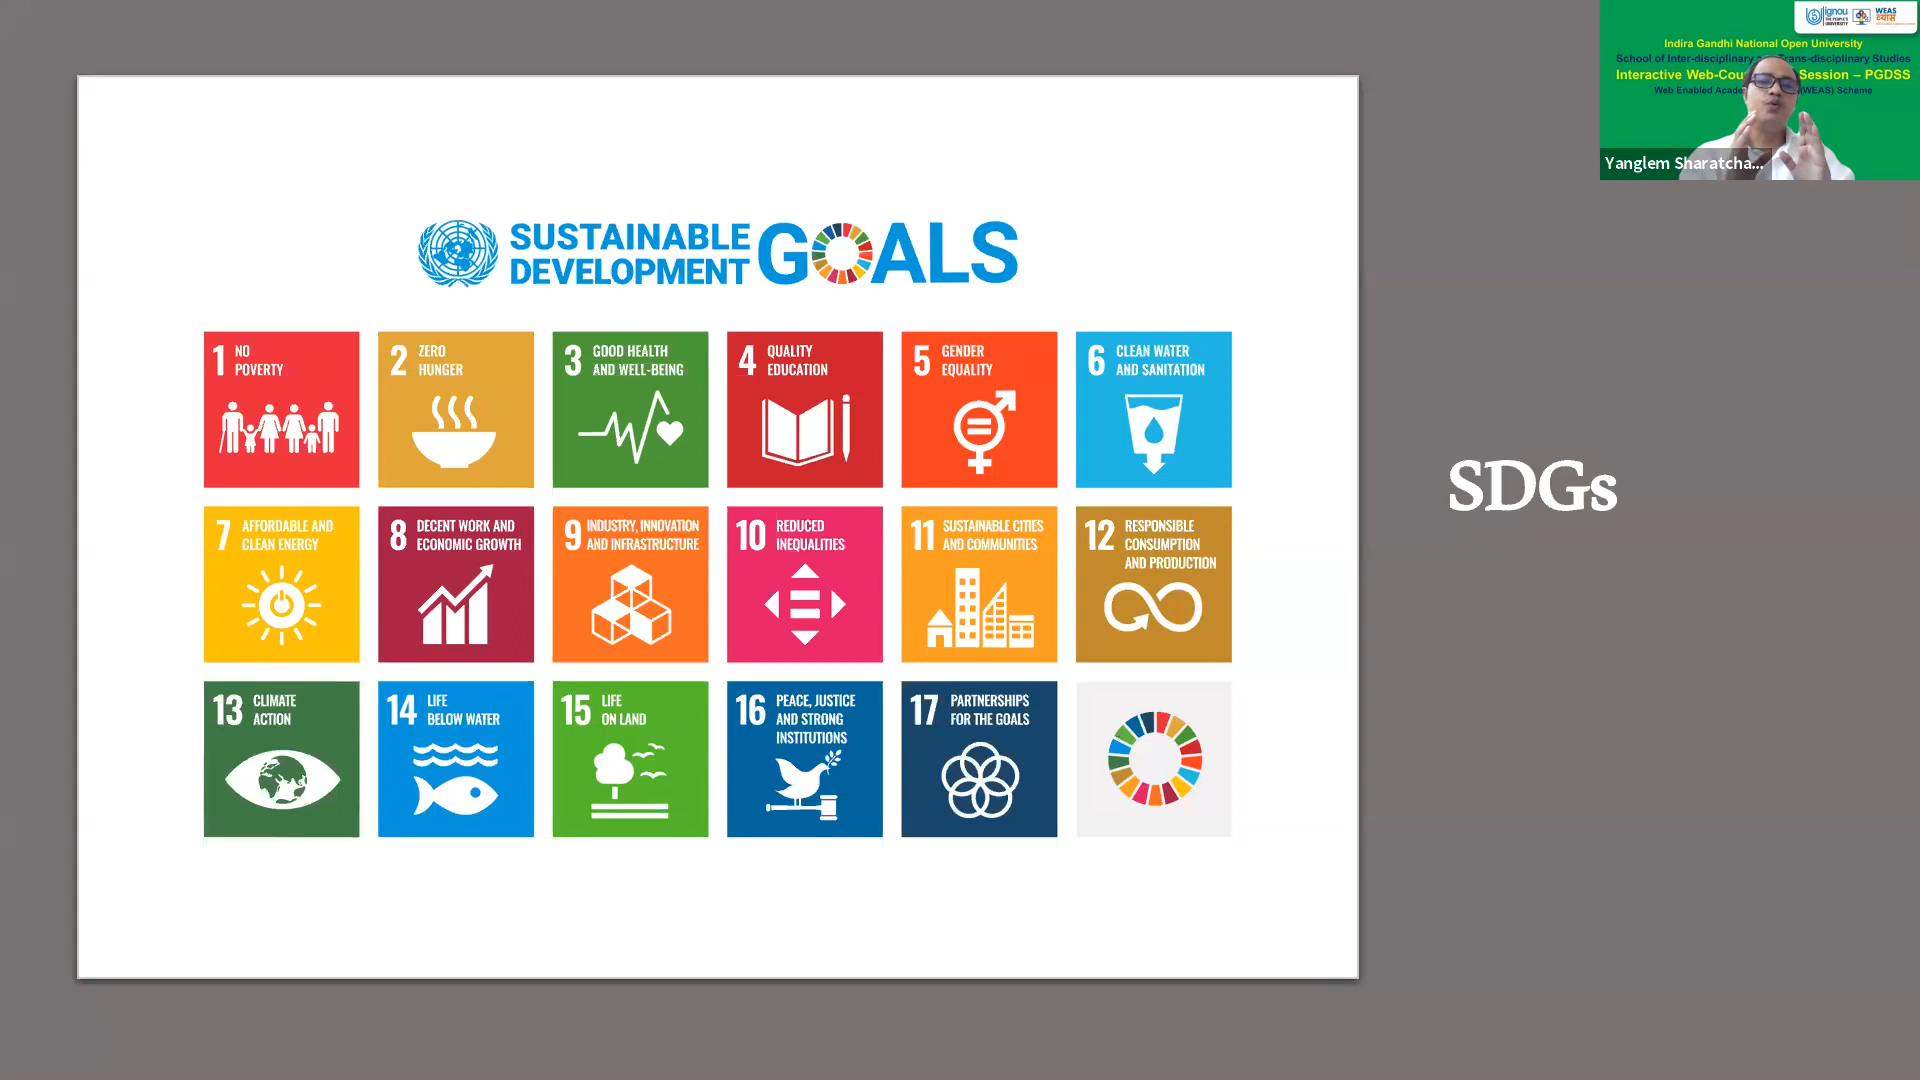 ignou
THE PEOPLE'S
UNIVERSITY
WEAS
व्यास
Indira Gandhi National Open University
School of Inter-disciplinary Trans-disciplinary Studies
Interactive Web-Cou Session – PGDSS
Web Enabled Acade (WEAS) Scheme
Yanglem Sharatcha...
SUSTAINABLE
DEVELOPMENT
GOALS
1 NO
POVERTY
2 ZERO
HUNGER
3 GOOD HEALTH
AND WELL-BEING
4 QUALITY
EDUCATION
5 GENDER
EQUALITY
6 CLEAN WATER
AND SANITATION
7 AFFORDABLE AND
CLEAN ENERGY
8 DECENT WORK AND
ECONOMIC GROWTH
9 INDUSTRY, INNOVATION
AND INFRASTRUCTURE
10 REDUCED
INEQUALITIES
11 SUSTAINABLE CITIES
AND COMMUNITIES
12 RESPONSIBLE
CONSUMPTION
AND PRODUCTION
13 CLIMATE
ACTION
14 LIFE
BELOW WATER
15 LIFE
ON LAND
16 PEACE, JUSTICE
AND STRONG
INSTITUTIONS
17 PARTNERSHIPS
FOR THE GOALS
SDGs